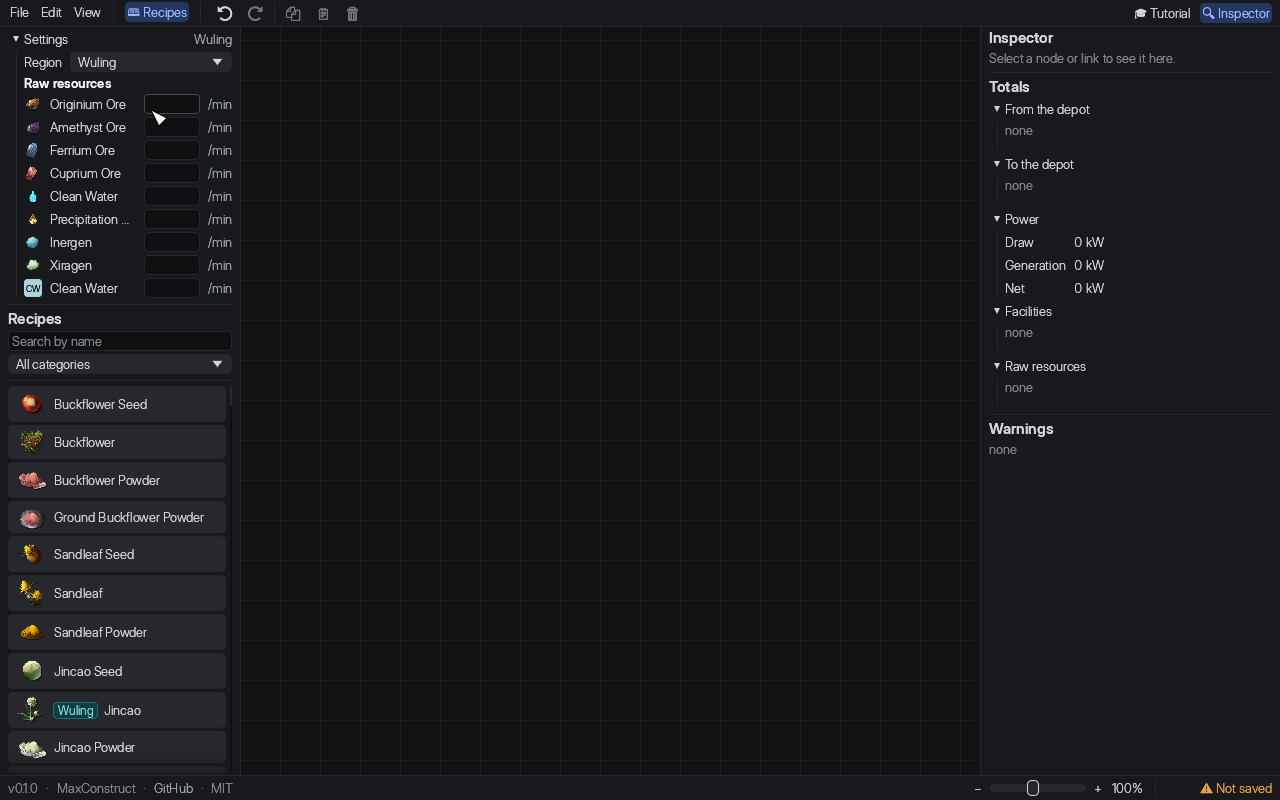 File Edit View Recipes Tutorial Inspector
Settings Wuling
Region Wuling
Raw resources
Originium Ore /min
Amethyst Ore /min
Ferrium Ore /min
Cuprium Ore /min
Clean Water /min
Precipitation ... /min
Inergen /min
Xiragen /min
CW Clean Water /min
Recipes
Search by name
All categories
Buckflower Seed
Buckflower
Buckflower Powder
Ground Buckflower Powder
Sandleaf Seed
Sandleaf
Sandleaf Powder
Jincao Seed
Wuling Jincao
Jincao Powder
Inspector
Select a node or link to see it here.
Totals
From the depot
none
To the depot
none
Power
Draw 0 kW
Generation 0 kW
Net 0 kW
Facilities
none
Raw resources
none
Warnings
none
v0.1.0 · MaxConstruct · GitHub · MIT − + 100% Not saved